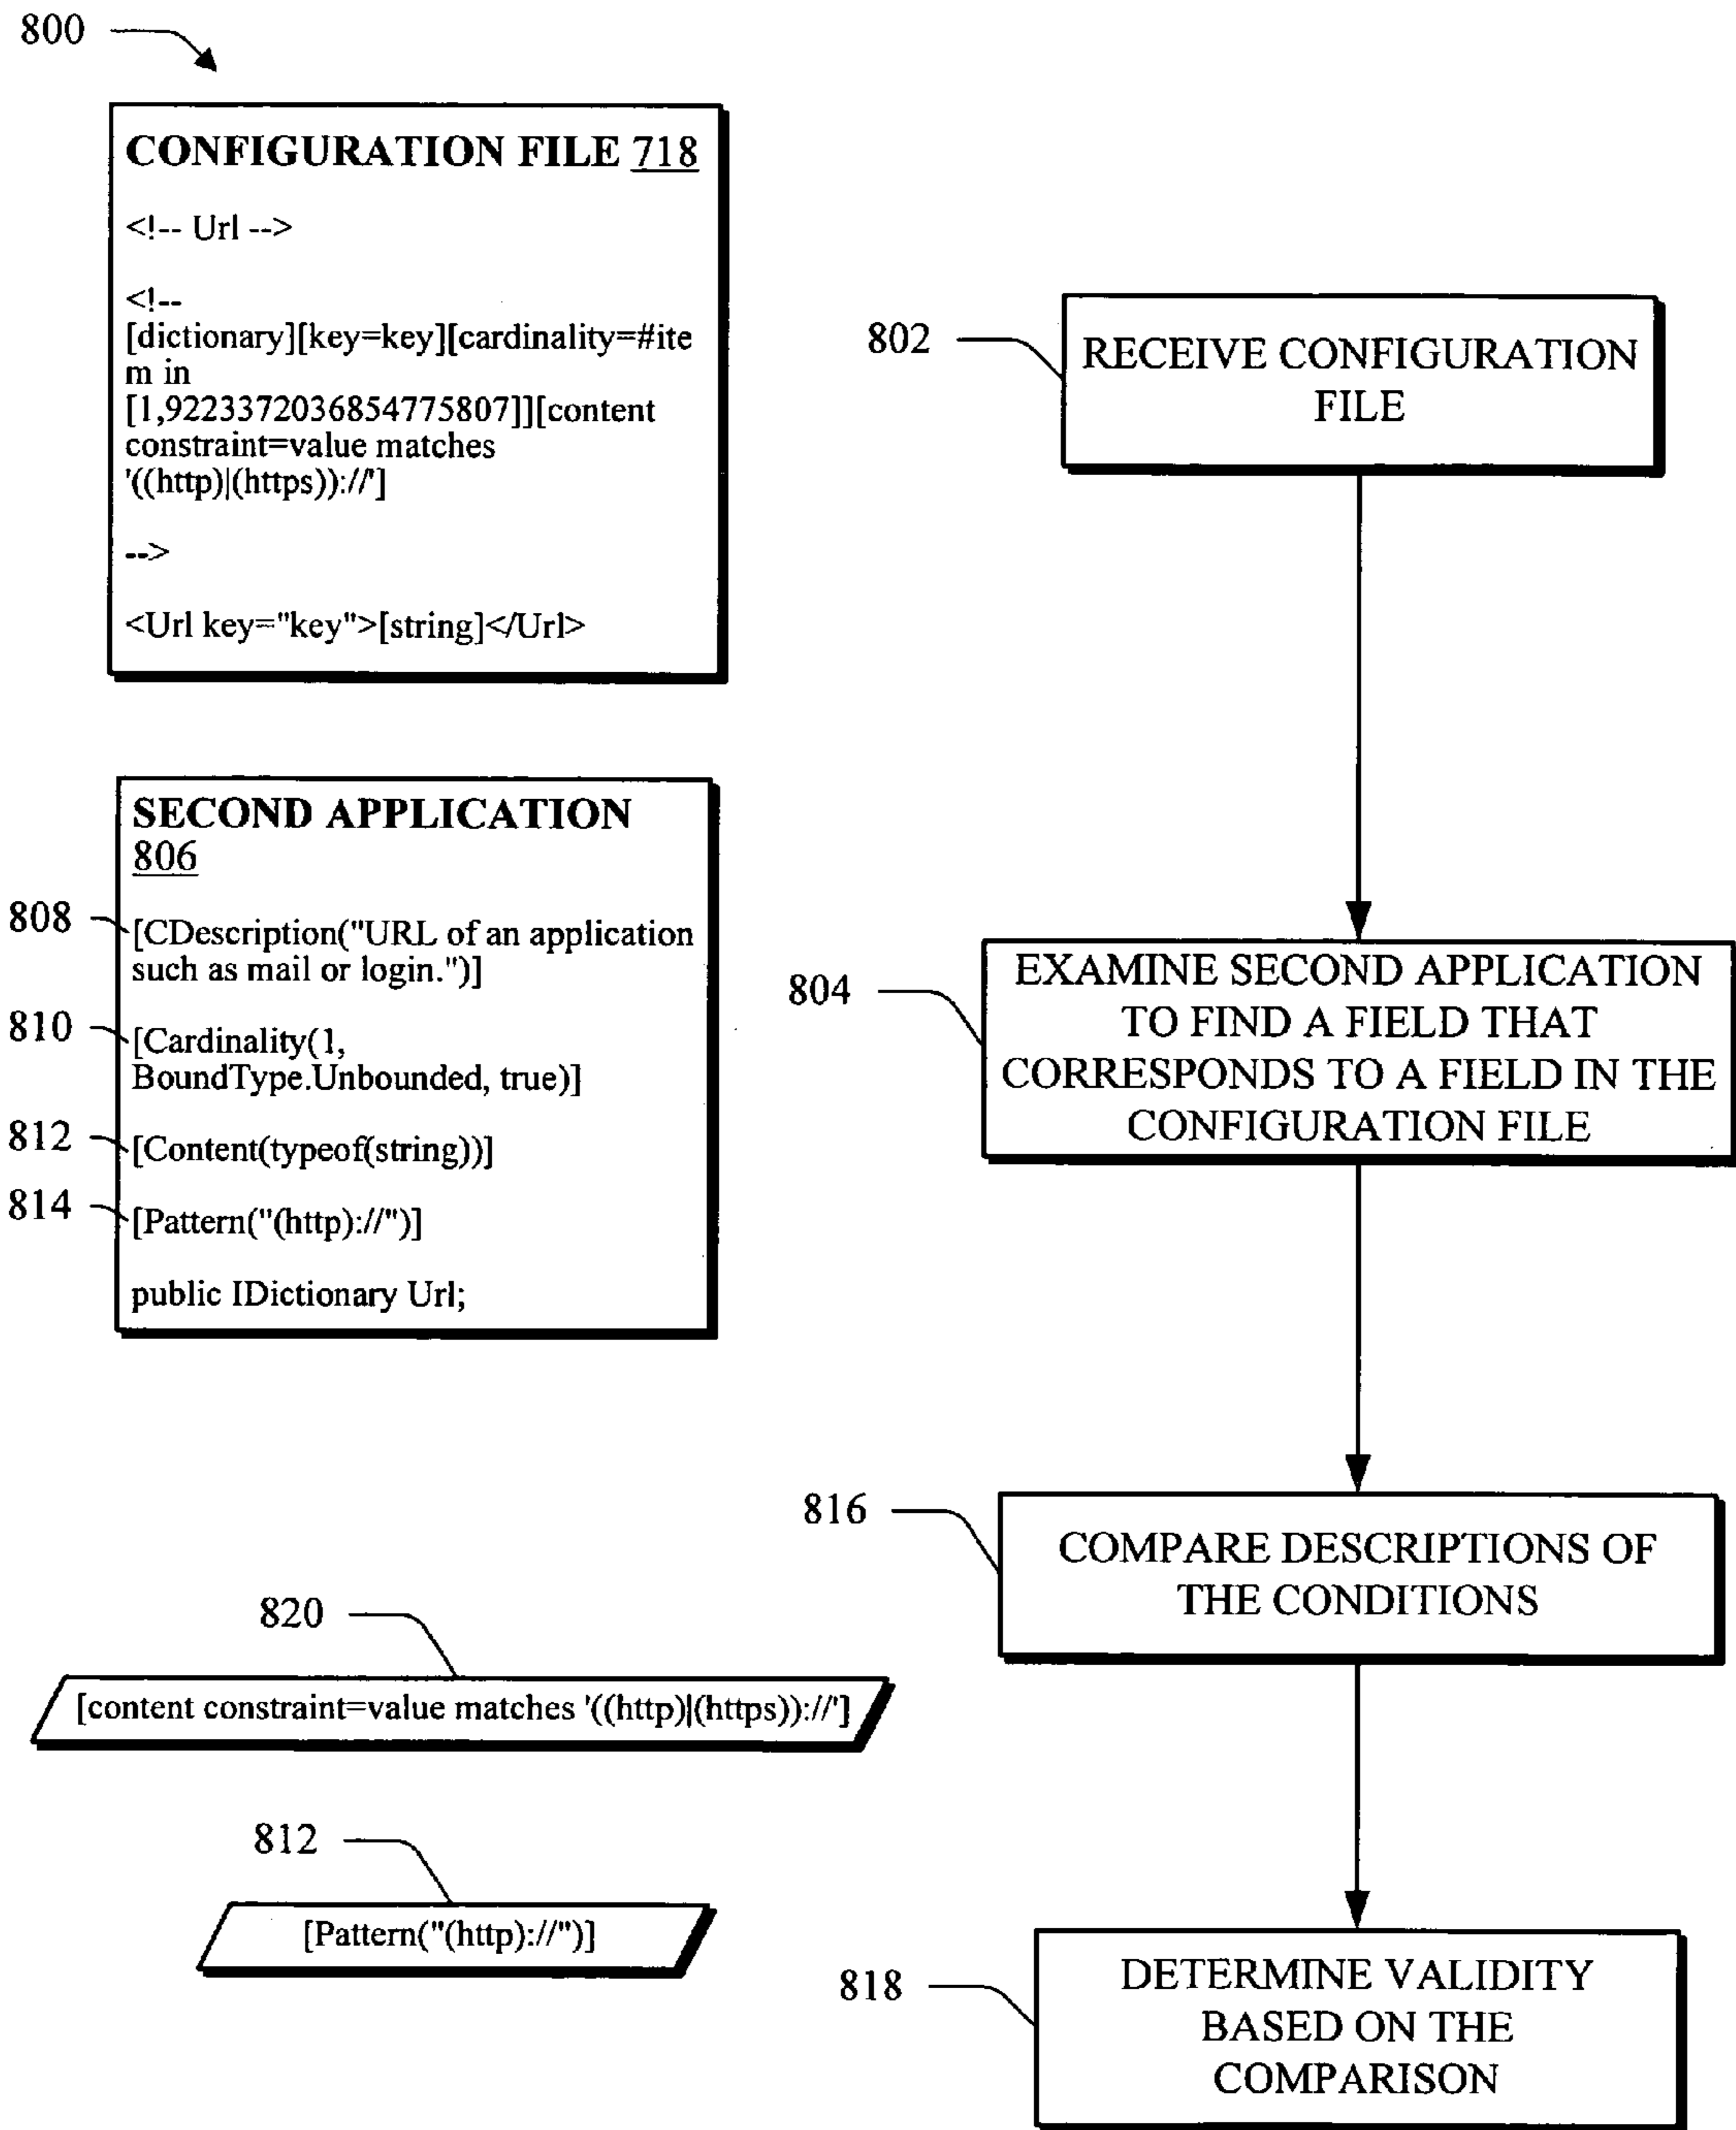 800
CONFIGURATION FILE 718
<!-- Url -->
<!--
[dictionary][key=key][cardinality=#ite
m in
[1,9223372036854775807]][content
constraint=value matches
'((http)|(https))://']
-->
<Url key="key">[string]</Url>
802
RECEIVE CONFIGURATION
FILE
SECOND APPLICATION
806
808
[CDescription("URL of an application
such as mail or login.")]
810
[Cardinality(1,
BoundType.Unbounded, true)]
812
[Content(typeof(string))]
814
[Pattern("(http)://")]
public IDictionary Url;
804
EXAMINE SECOND APPLICATION
TO FIND A FIELD THAT
CORRESPONDS TO A FIELD IN THE
CONFIGURATION FILE
816
COMPARE DESCRIPTIONS OF
THE CONDITIONS
820
[content constraint=value matches '((http)|(https))://']
812
[Pattern("(http)://")]
818
DETERMINE VALIDITY
BASED ON THE
COMPARISON